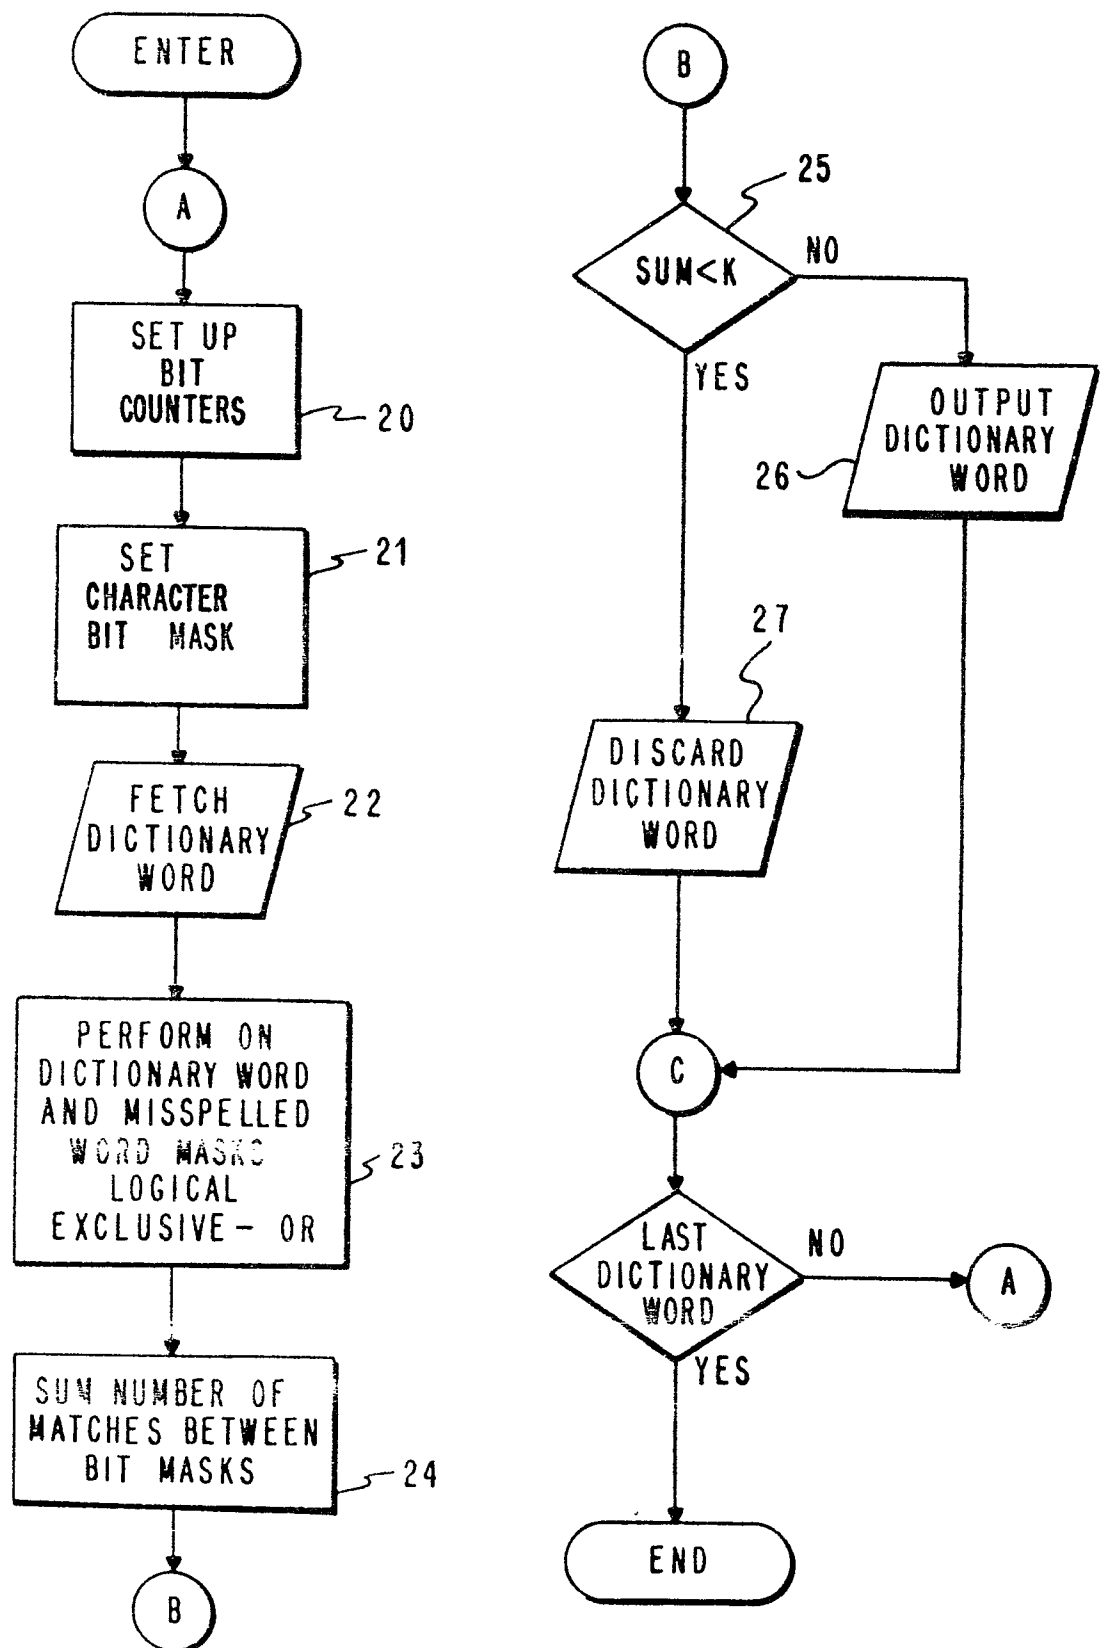 ENTER
A
SET UP
BIT
COUNTERS
20
SET
CHARACTER
BIT MASK
21
FETCH
DICTIONARY
WORD
22
PERFORM ON
DICTIONARY WORD
AND MISSPELLED
WORD MASKS
LOGICAL
EXCLUSIVE - OR
23
SUM NUMBER OF
MATCHES BETWEEN
BIT MASKS
24
B
B
25
SUM<K
NO
YES
OUTPUT
DICTIONARY
WORD
26
27
DISCARD
DICTIONARY
WORD
C
LAST
DICTIONARY
WORD
NO
A
YES
END